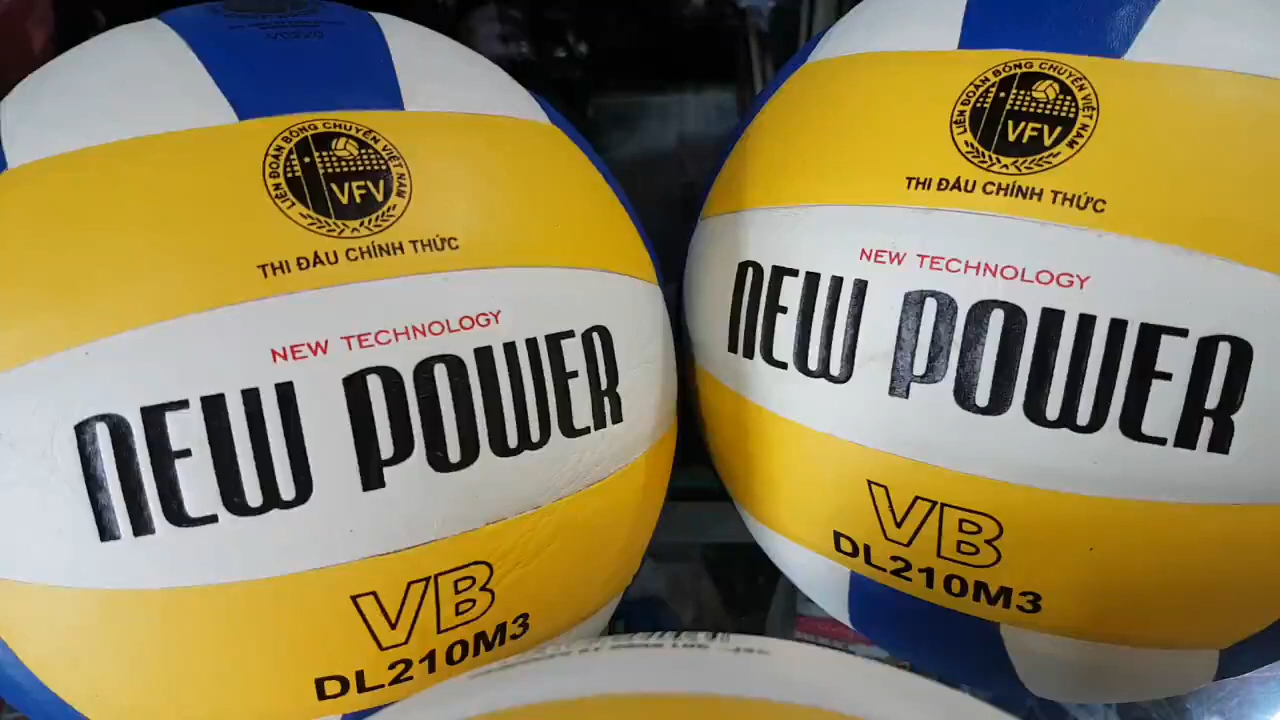 LIÊN ĐOÀN BÓNG CHUYỀN VIỆT NAM
VFV
THI ĐẤU CHÍNH THỨC
NEW TECHNOLOGY
NEW POWER
VB
DL210M3
LIÊN ĐOÀN BÓNG CHUYỀN VIỆT NAM
VFV
THI ĐẤU CHÍNH THỨC
NEW TECHNOLOGY
NEW POWER
VB
DL210M3